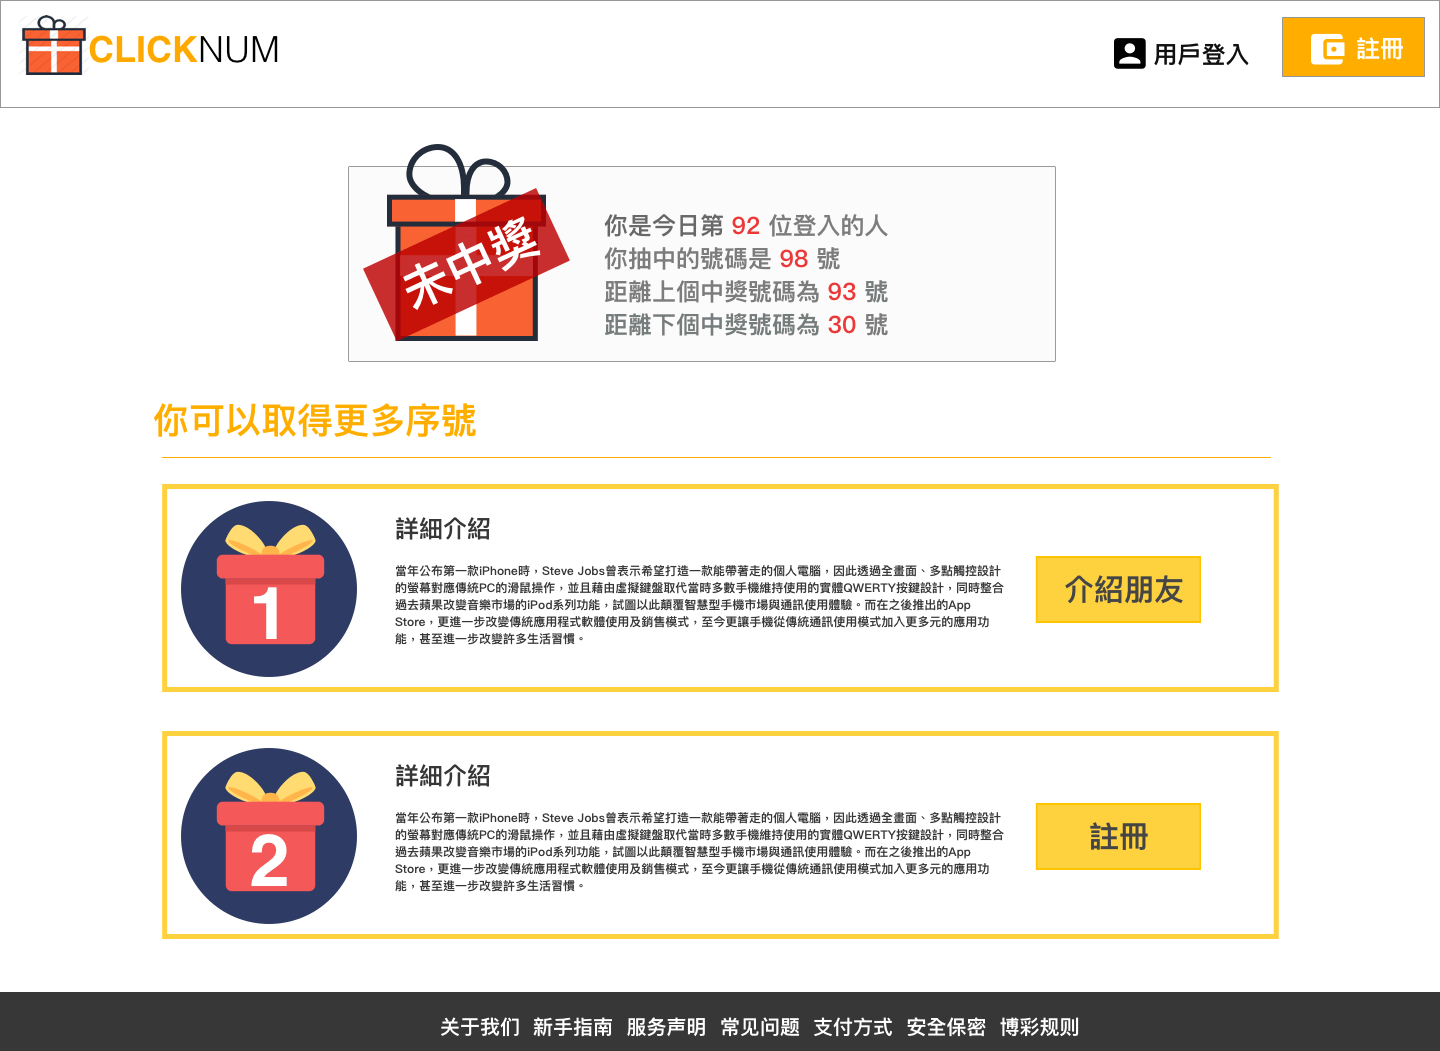 CLICKNUM
用戶登入
註冊
未中獎
你是今日第 92 位登入的人
你抽中的號碼是 98 號
距離上個中獎號碼為 93 號
距離下個中獎號碼為 30 號
你可以取得更多序號
1
詳細介紹
當年公布第一款iPhone時，Steve Jobs曾表示希望打造一款能帶著走的個人電腦，因此透過全畫面、多點觸控設計
的螢幕對應傳統PC的滑鼠操作，並且藉由虛擬鍵盤取代當時多數手機維持使用的實體QWERTY按鍵設計，同時整合
過去蘋果改變音樂市場的iPod系列功能，試圖以此顛覆智慧型手機市場與通訊使用體驗。而在之後推出的App
Store，更進一步改變傳統應用程式軟體使用及銷售模式，至今更讓手機從傳統通訊使用模式加入更多元的應用功
能，甚至進一步改變許多生活習慣。
介紹朋友
2
詳細介紹
當年公布第一款iPhone時，Steve Jobs曾表示希望打造一款能帶著走的個人電腦，因此透過全畫面、多點觸控設計
的螢幕對應傳統PC的滑鼠操作，並且藉由虛擬鍵盤取代當時多數手機維持使用的實體QWERTY按鍵設計，同時整合
過去蘋果改變音樂市場的iPod系列功能，試圖以此顛覆智慧型手機市場與通訊使用體驗。而在之後推出的App
Store，更進一步改變傳統應用程式軟體使用及銷售模式，至今更讓手機從傳統通訊使用模式加入更多元的應用功
能，甚至進一步改變許多生活習慣。
註冊
关于我们 新手指南 服务声明 常见问题 支付方式 安全保密 博彩规则